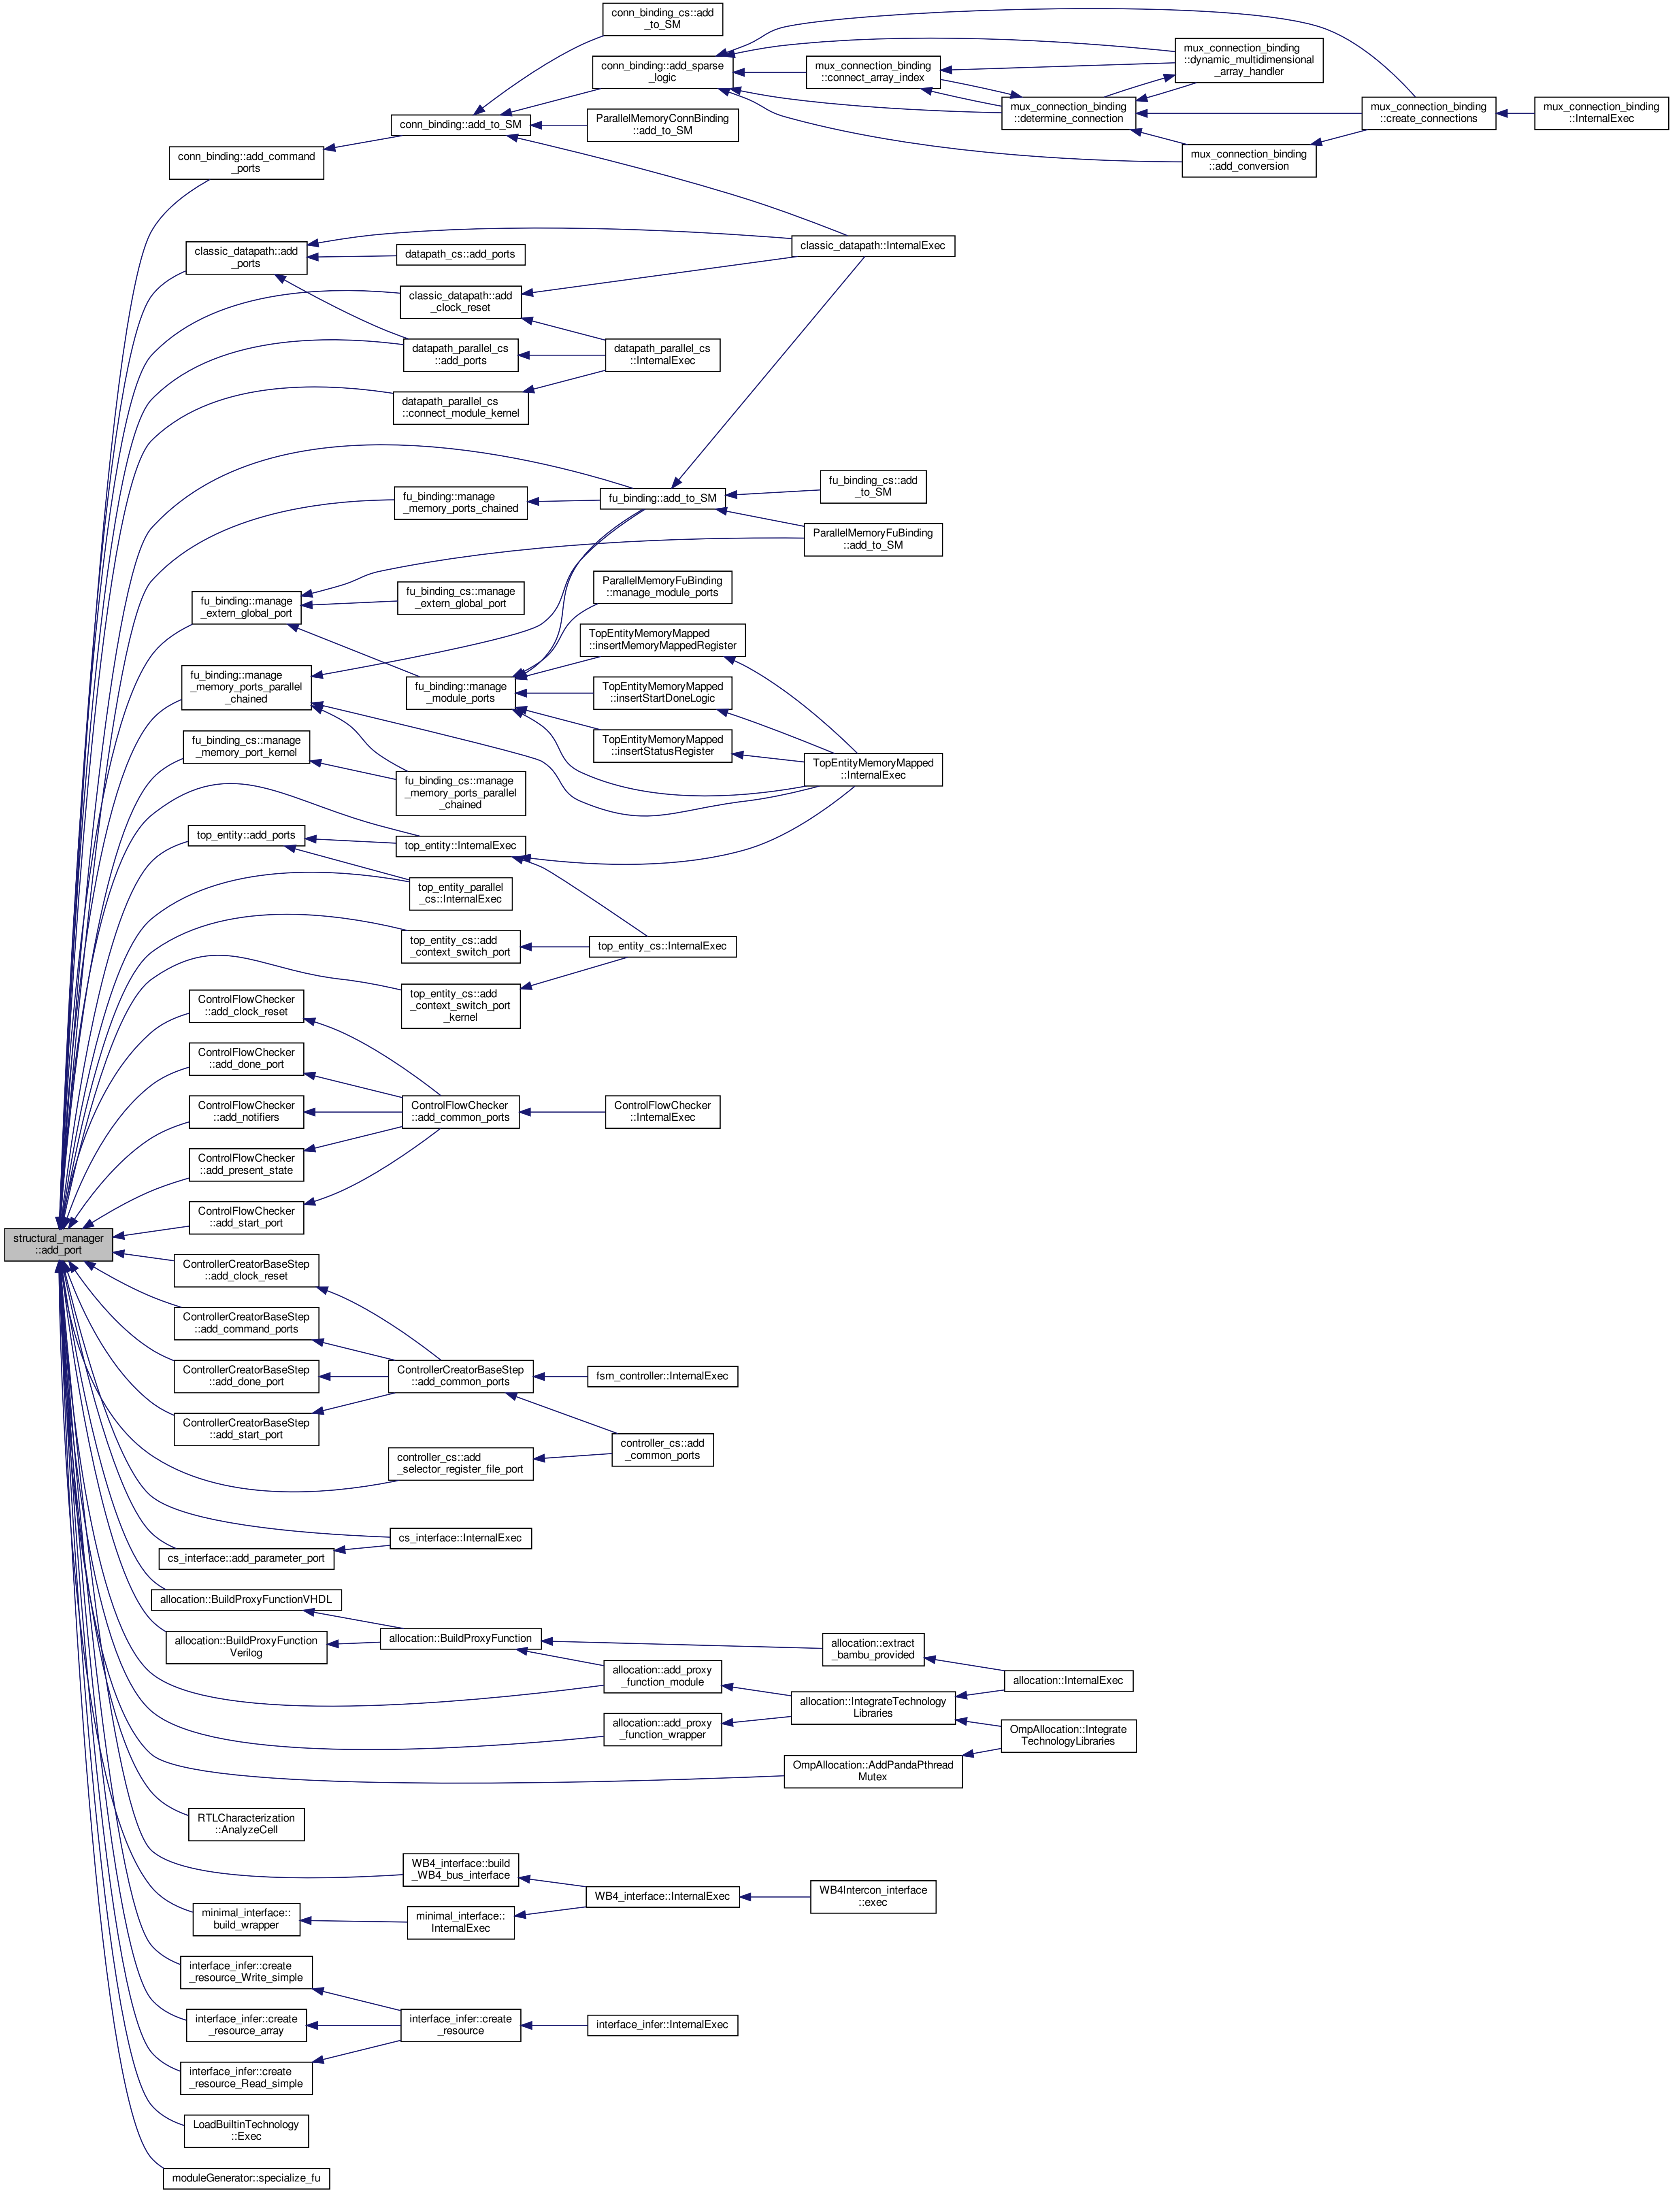 conn_binding_cs::add
_to_SM
conn_binding::add_sparse
_logic
mux_connection_binding
::connect_array_index
mux_connection_binding
::dynamic_multidimensional
_array_handler
mux_connection_binding
::determine_connection
mux_connection_binding
::create_connections
mux_connection_binding
::InternalExec
conn_binding::add_to_SM
ParallelMemoryConnBinding
::add_to_SM
conn_binding::add_command
_ports
mux_connection_binding
::add_conversion
classic_datapath::add
_ports
datapath_cs::add_ports
classic_datapath::InternalExec
classic_datapath::add
_clock_reset
datapath_parallel_cs
::add_ports
datapath_parallel_cs
::InternalExec
datapath_parallel_cs
::connect_module_kernel
fu_binding::manage
_memory_ports_chained
fu_binding::add_to_SM
fu_binding_cs::add
_to_SM
ParallelMemoryFuBinding
::add_to_SM
fu_binding::manage
_extern_global_port
fu_binding_cs::manage
_extern_global_port
ParallelMemoryFuBinding
::manage_module_ports
TopEntityMemoryMapped
::insertMemoryMappedRegister
fu_binding::manage
_memory_ports_parallel
_chained
fu_binding::manage
_module_ports
TopEntityMemoryMapped
::insertStartDoneLogic
TopEntityMemoryMapped
::insertStatusRegister
fu_binding_cs::manage
_memory_port_kernel
TopEntityMemoryMapped
::InternalExec
fu_binding_cs::manage
_memory_ports_parallel
_chained
top_entity::add_ports
top_entity::InternalExec
top_entity_parallel
_cs::InternalExec
top_entity_cs::add
_context_switch_port
top_entity_cs::InternalExec
top_entity_cs::add
_context_switch_port
_kernel
ControlFlowChecker
::add_clock_reset
ControlFlowChecker
::add_done_port
ControlFlowChecker
::add_notifiers
ControlFlowChecker
::add_common_ports
ControlFlowChecker
::InternalExec
ControlFlowChecker
::add_present_state
ControlFlowChecker
::add_start_port
structural_manager
::add_port
ControllerCreatorBaseStep
::add_clock_reset
ControllerCreatorBaseStep
::add_command_ports
ControllerCreatorBaseStep
::add_done_port
ControllerCreatorBaseStep
::add_common_ports
fsm_controller::InternalExec
ControllerCreatorBaseStep
::add_start_port
controller_cs::add
_selector_register_file_port
controller_cs::add
_common_ports
cs_interface::InternalExec
cs_interface::add_parameter_port
allocation::BuildProxyFunctionVHDL
allocation::BuildProxyFunction
Verilog
allocation::BuildProxyFunction
allocation::extract
_bambu_provided
allocation::add_proxy
_function_module
allocation::InternalExec
allocation::IntegrateTechnology
Libraries
allocation::add_proxy
_function_wrapper
OmpAllocation::Integrate
TechnologyLibraries
OmpAllocation::AddPandaPthread
Mutex
RTLCharacterization
::AnalyzeCell
WB4_interface::build
_WB4_bus_interface
WB4_interface::InternalExec
WB4Intercon_interface
::exec
minimal_interface::
build_wrapper
minimal_interface::
InternalExec
interface_infer::create
_resource_Write_simple
interface_infer::create
_resource_array
interface_infer::create
_resource
interface_infer::InternalExec
interface_infer::create
_resource_Read_simple
LoadBuiltinTechnology
::Exec
moduleGenerator::specialize_fu